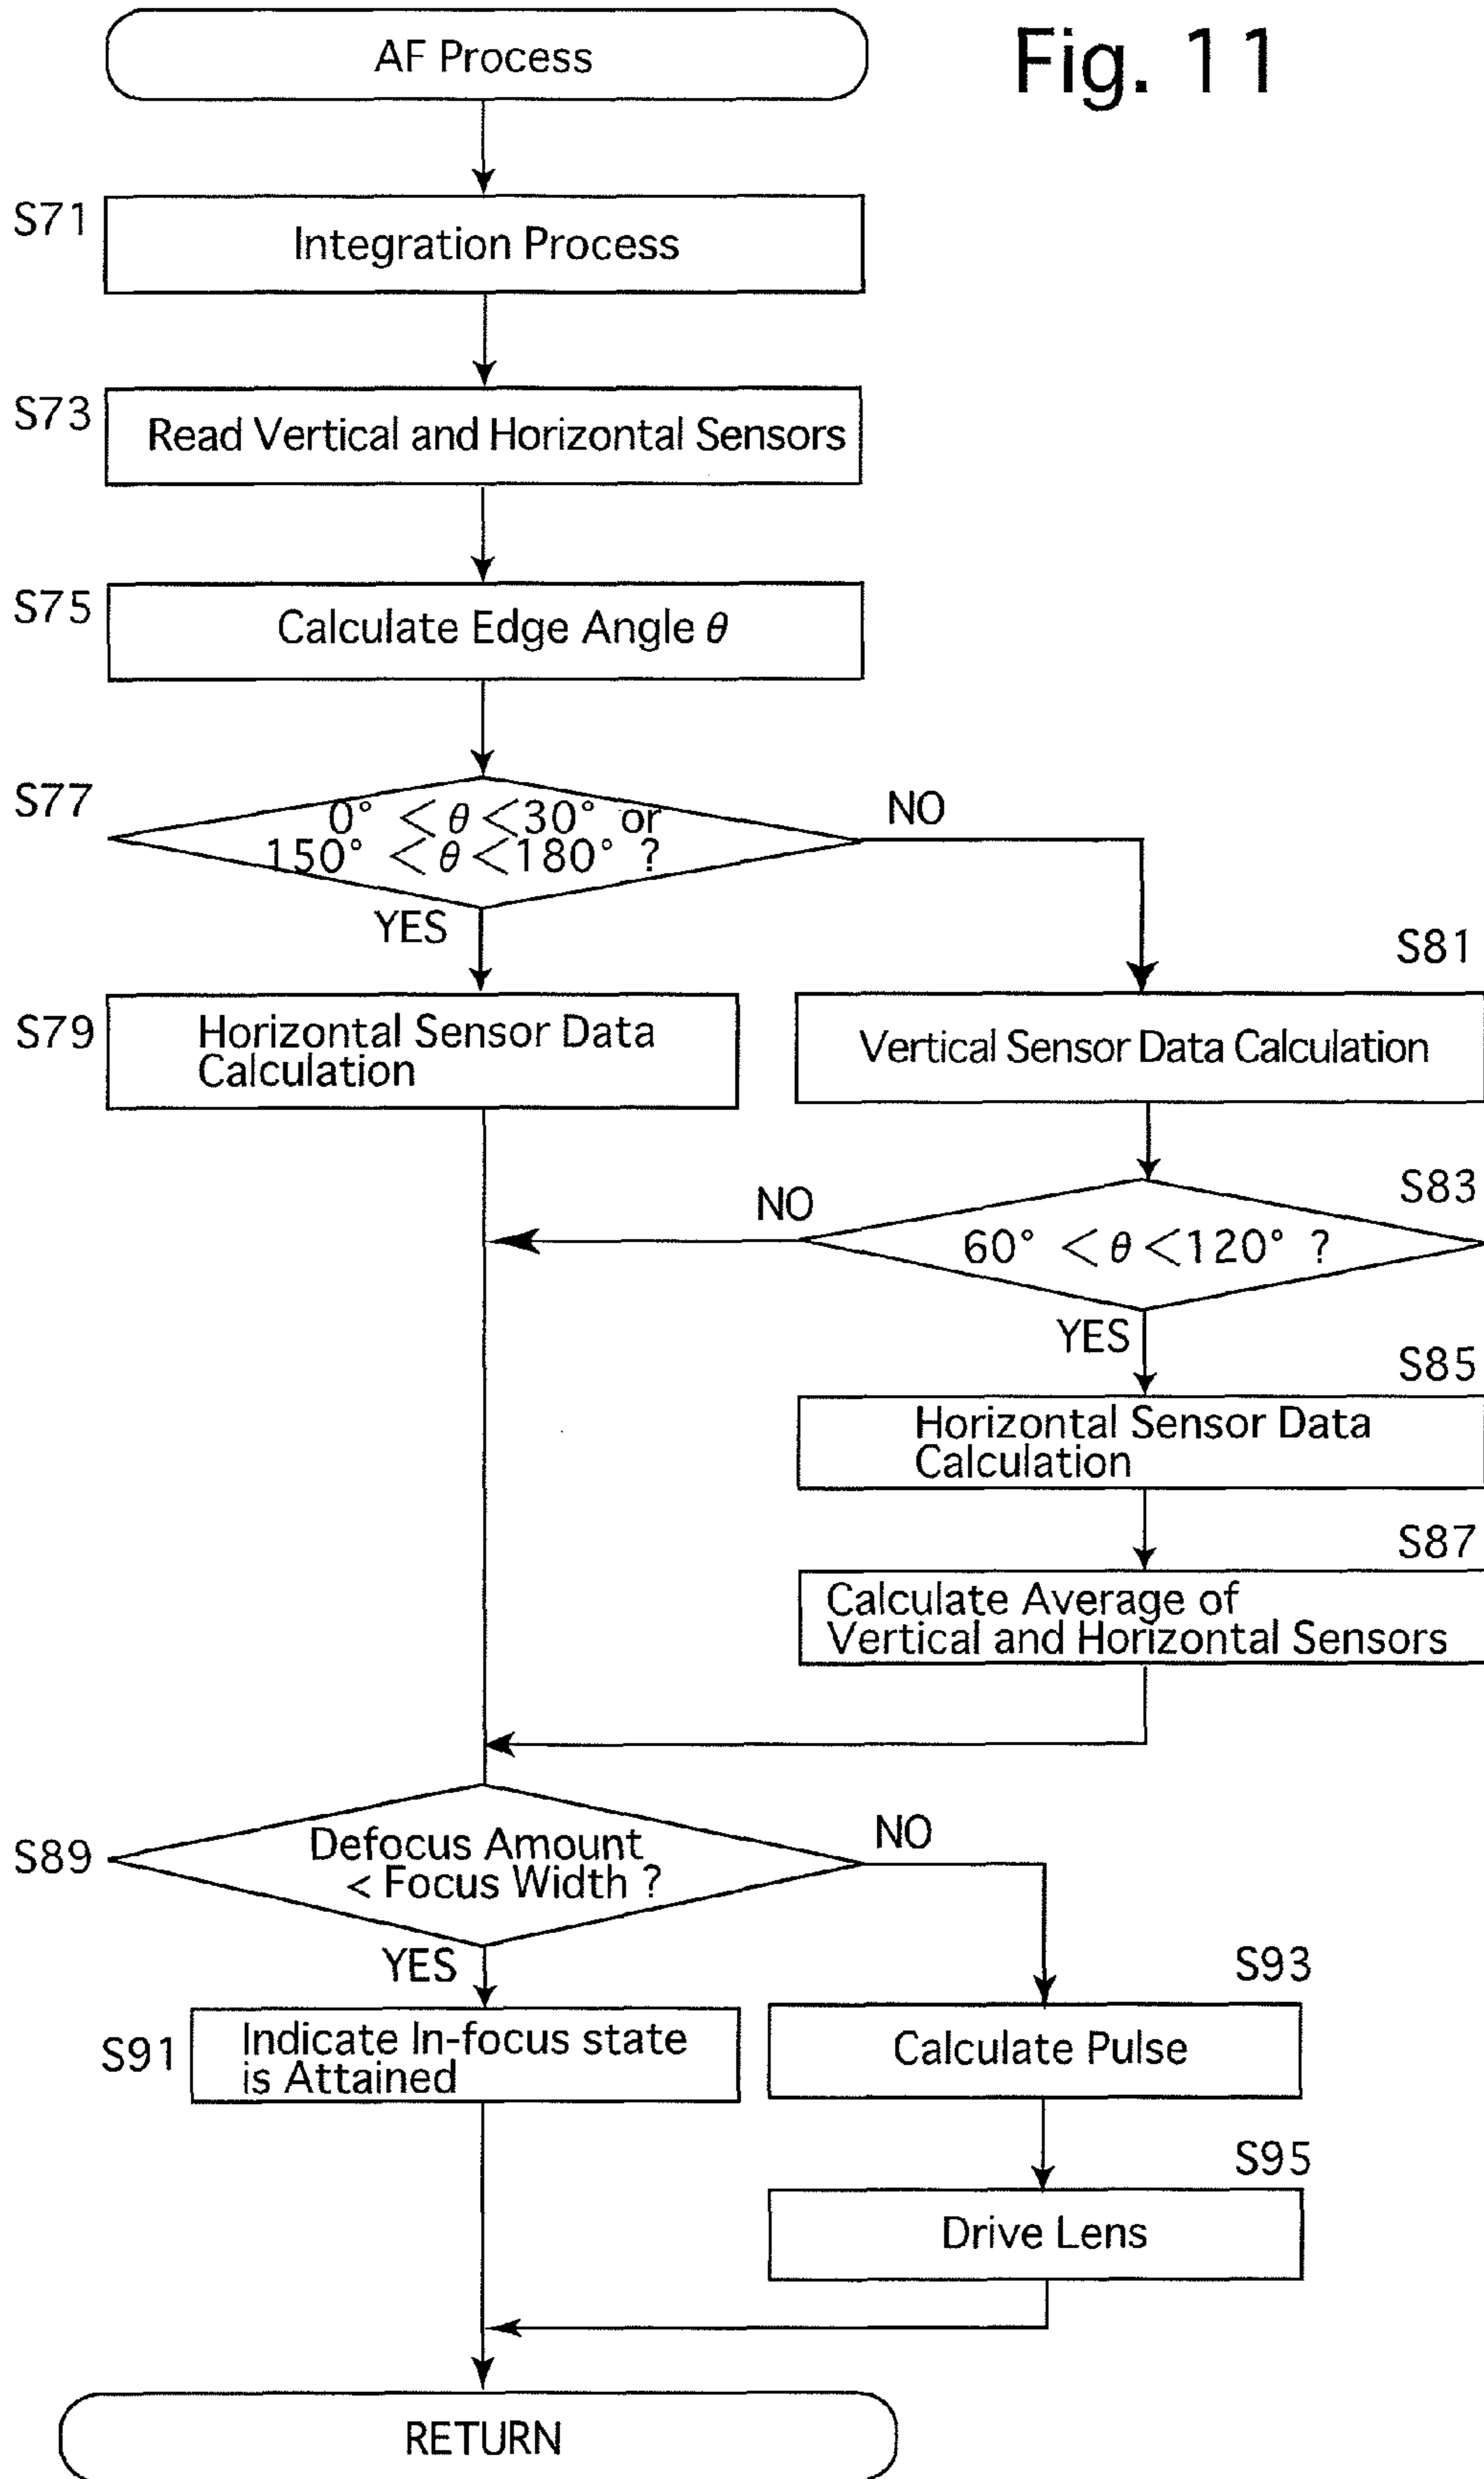 Fig. 11
AF Process
S71
Integration Process
S73
Read Vertical and Horizontal Sensors
S75
Calculate Edge Angle θ
S77
0° < θ < 30° or
150° < θ < 180° ?
NO
YES
S79
Horizontal Sensor Data
Calculation
S81
Vertical Sensor Data Calculation
S83
60° < θ < 120° ?
NO
YES
S85
Horizontal Sensor Data
Calculation
S87
Calculate Average of
Vertical and Horizontal Sensors
S89
Defocus Amount
< Focus Width ?
NO
YES
S91
Indicate In-focus state
is Attained
S93
Calculate Pulse
S95
Drive Lens
RETURN